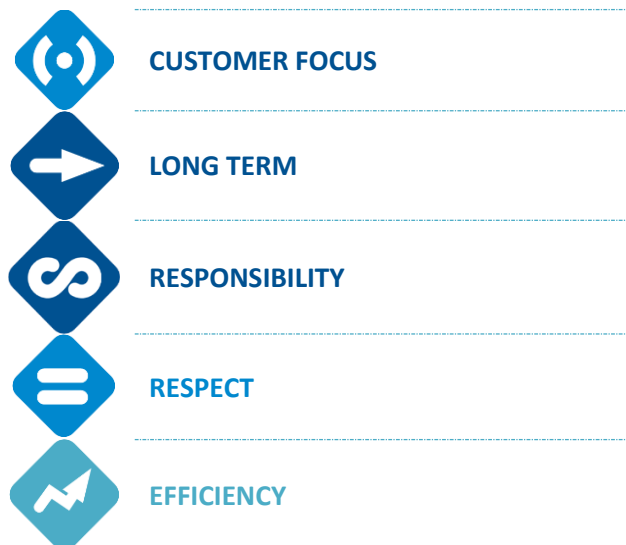 CUSTOMER FOCUS
LONG TERM
RESPONSIBILITY
RESPECT
EFFICIENCY